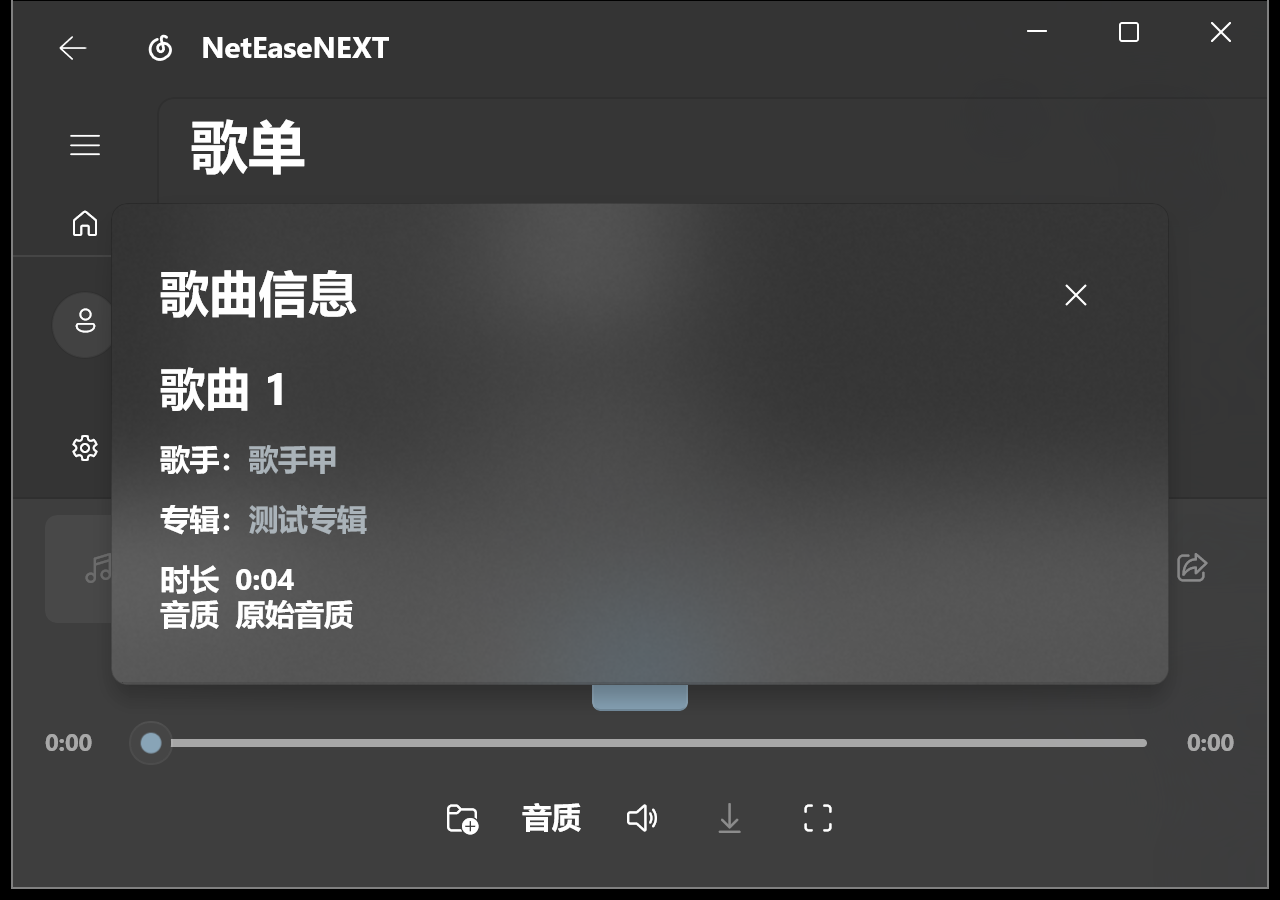 NetEaseNEXT
歌单
歌曲信息
歌曲 1
歌手：歌手甲
专辑：测试专辑
时长 0:04
音质 原始音质
0:00
0:00
音质